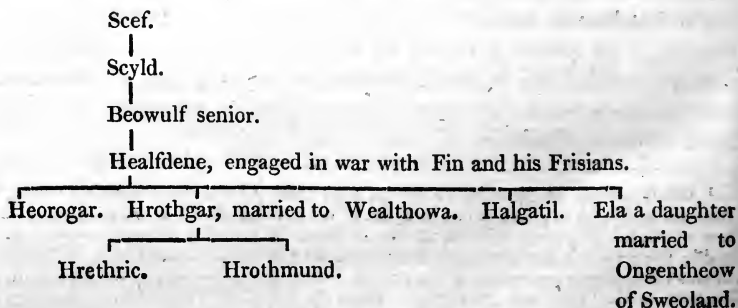 Scef.
Scyld.
Beowulf senior.
Healfdene, engaged in war with Fin and his Frisians.
Heorogar. Hrothgar, married to Wealthowa. Halgatil. Ela a daughter
married to
Hrethric. Hrothmund. Ongentheow
of Sweoland.